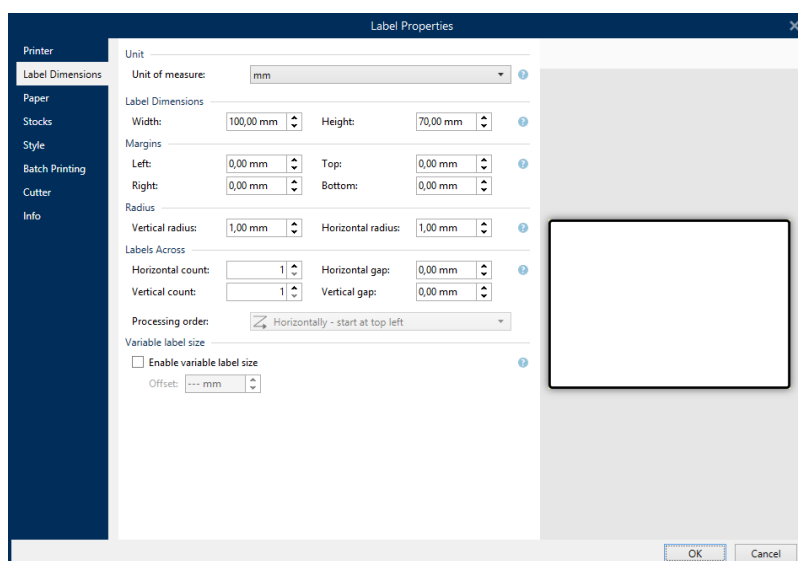 Label Properties
Printer
Label Dimensions
Paper
Stocks
Style
Batch Printing
Cutter
Info
Unit
Unit of measure: mm
Label Dimensions
Width: 100,00 mm Height: 70,00 mm
Margins
Left: 0,00 mm Top: 0,00 mm
Right: 0,00 mm Bottom: 0,00 mm
Radius
Vertical radius: 1,00 mm Horizontal radius: 1,00 mm
Labels Across
Horizontal count: 1 Horizontal gap: 0,00 mm
Vertical count: 1 Vertical gap: 0,00 mm
Processing order: Horizontally - start at top left
Variable label size
Enable variable label size
Offset: --- mm
OK Cancel